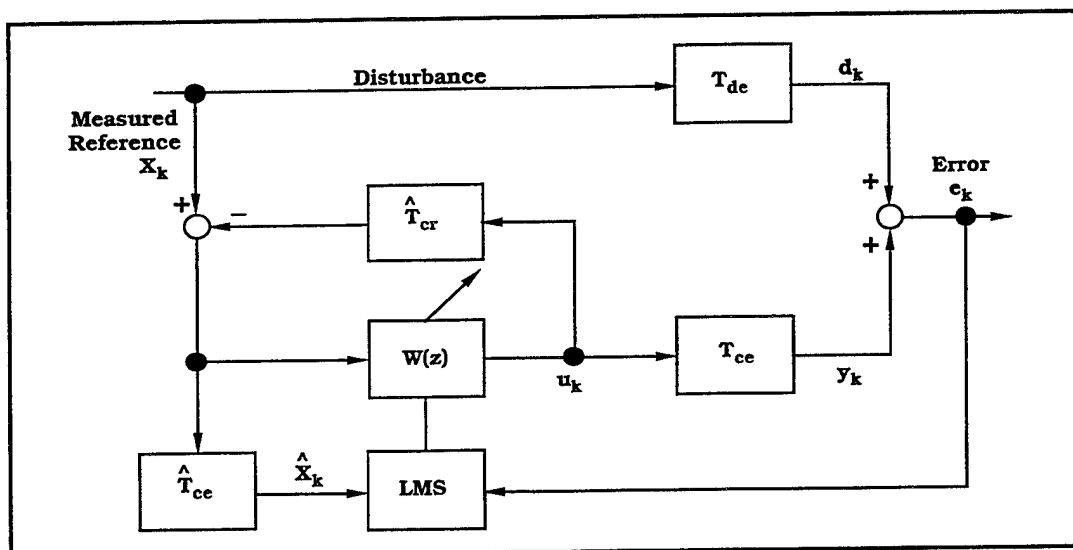 Disturbance
T_de
d_k
Measured
Reference
X_k
+
−
T̂_cr
Error
e_k
+
+
W(z)
u_k
T_ce
y_k
T̂_ce
X̂_k
LMS